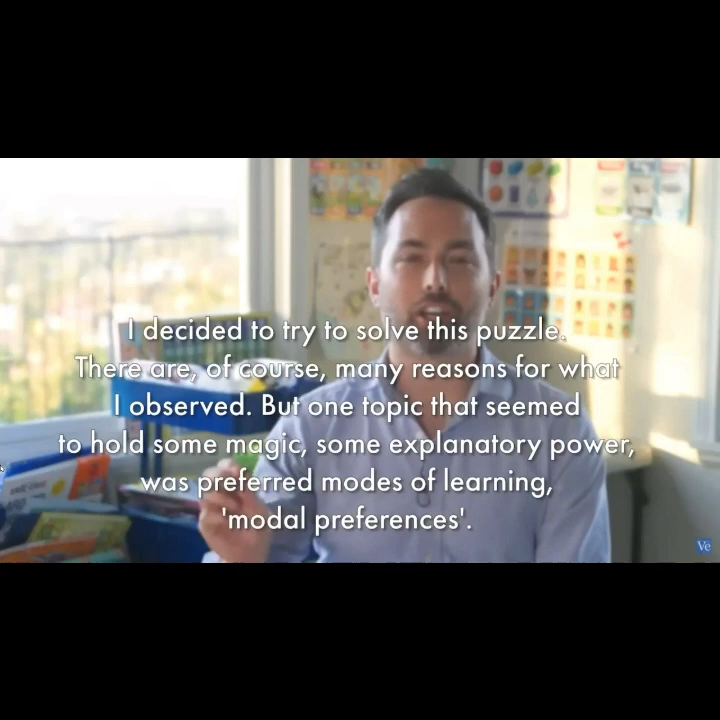 I decided to try to solve this puzzle.
There are, of course, many reasons for what
I observed. But one topic that seemed
to hold some magic, some explanatory power,
was preferred modes of learning,
'modal preferences'.
Ve